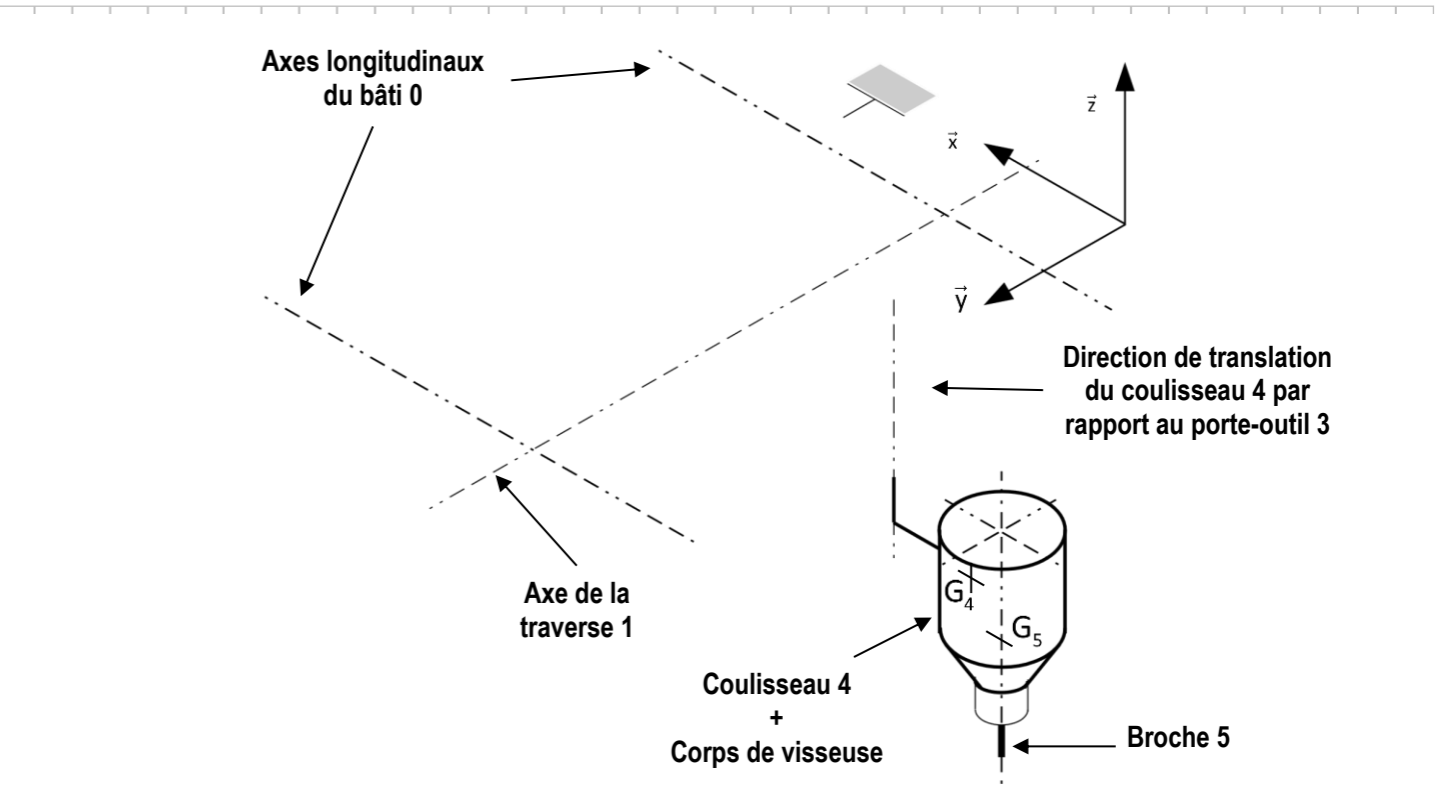 Axes longitudinaux
du bâti 0
z⃗
x⃗
y⃗
Direction de translation
du coulisseau 4 par
rapport au porte-outil 3
G₄
G₅
Axe de la
traverse 1
Coulisseau 4
+
Corps de visseuse
Broche 5